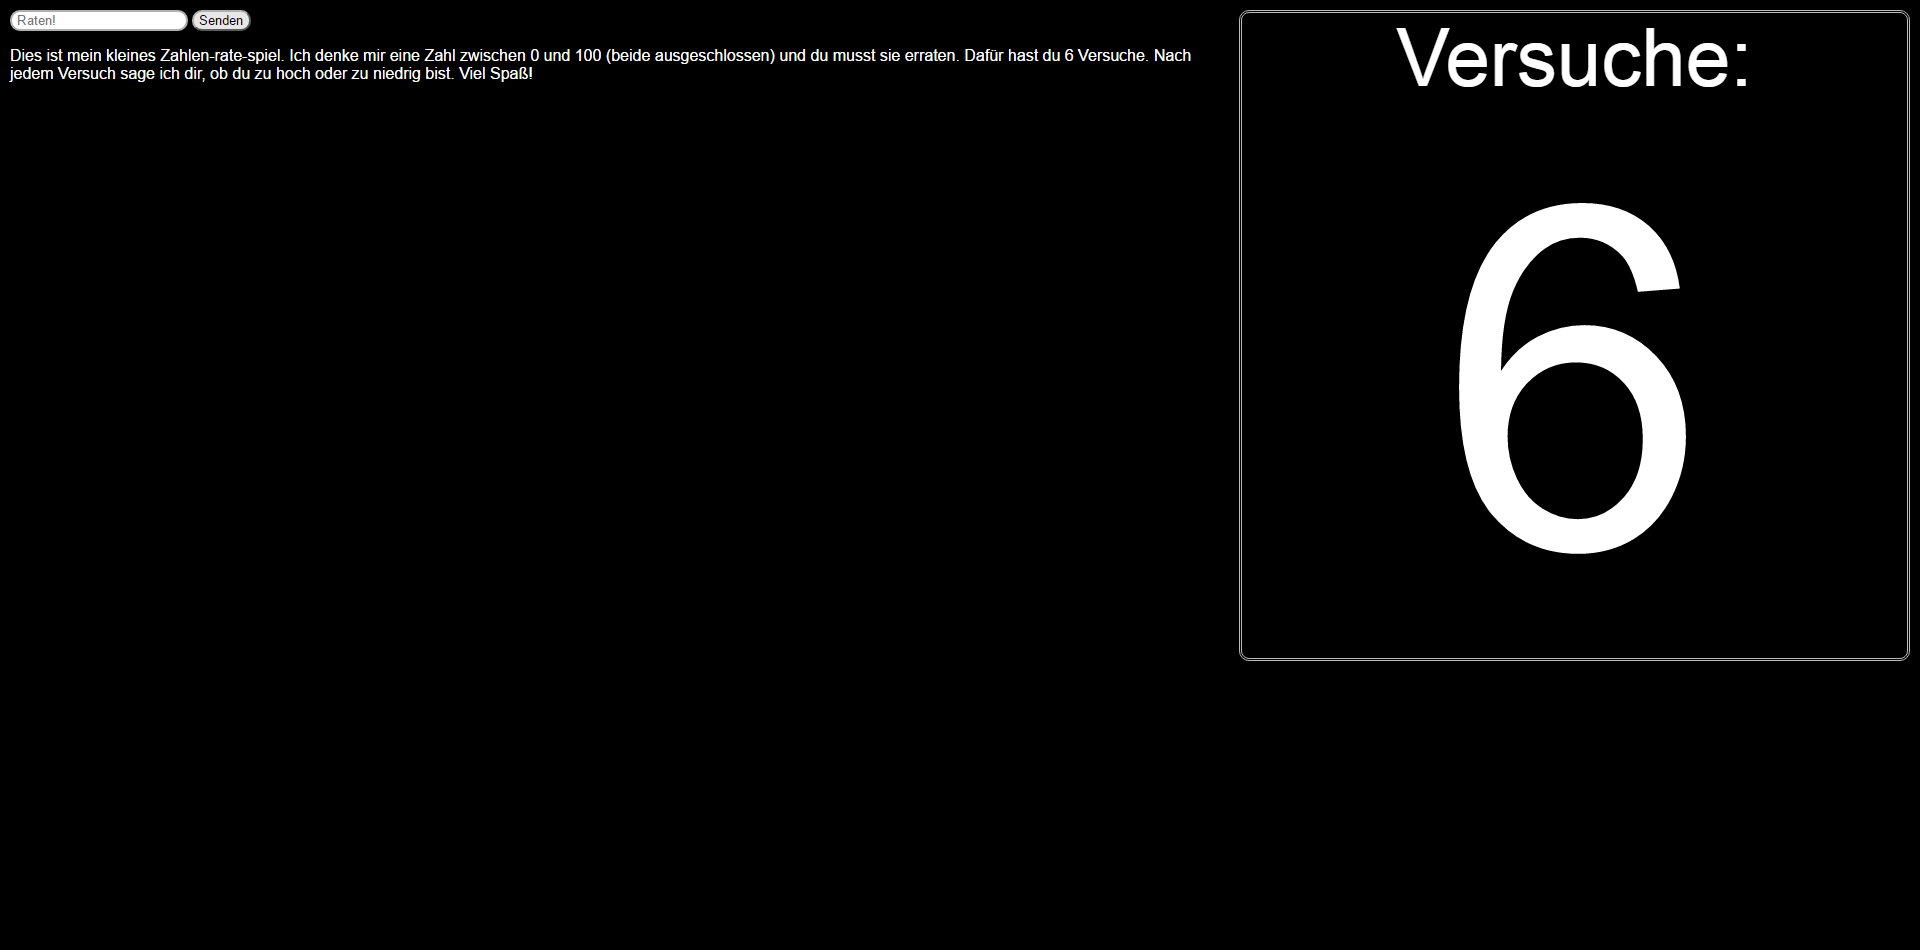 Raten! Senden
Dies ist mein kleines Zahlen-rate-spiel. Ich denke mir eine Zahl zwischen 0 und 100 (beide ausgeschlossen) und du musst sie erraten. Dafür hast du 6 Versuche. Nach
jedem Versuch sage ich dir, ob du zu hoch oder zu niedrig bist. Viel Spaß!
Versuche:
6